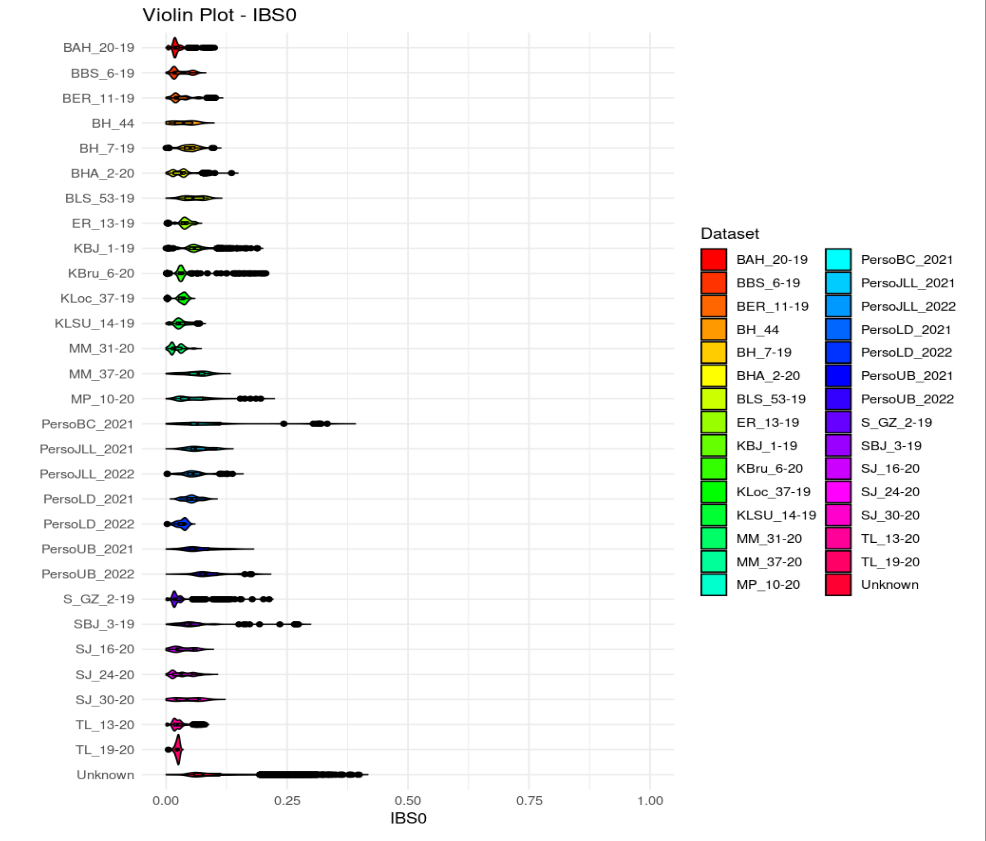 Violin Plot - IBS0
BAH_20-19
BBS_6-19
BER_11-19
BH_44
BH_7-19
BHA_2-20
BLS_53-19
ER_13-19
KBJ_1-19
KBru_6-20
KLoc_37-19
KLSU_14-19
MM_31-20
MM_37-20
MP_10-20
PersoBC_2021
PersoJLL_2021
PersoJLL_2022
PersoLD_2021
PersoLD_2022
PersoUB_2021
PersoUB_2022
S_GZ_2-19
SBJ_3-19
SJ_16-20
SJ_24-20
SJ_30-20
TL_13-20
TL_19-20
Unknown
0.00 0.25 0.50 0.75 1.00
IBS0
Dataset
BAH_20-19 PersoBC_2021
BBS_6-19 PersoJLL_2021
BER_11-19 PersoJLL_2022
BH_44 PersoLD_2021
BH_7-19 PersoLD_2022
BHA_2-20 PersoUB_2021
BLS_53-19 PersoUB_2022
ER_13-19 S_GZ_2-19
KBJ_1-19 SBJ_3-19
KBru_6-20 SJ_16-20
KLoc_37-19 SJ_24-20
KLSU_14-19 SJ_30-20
MM_31-20 TL_13-20
MM_37-20 TL_19-20
MP_10-20 Unknown